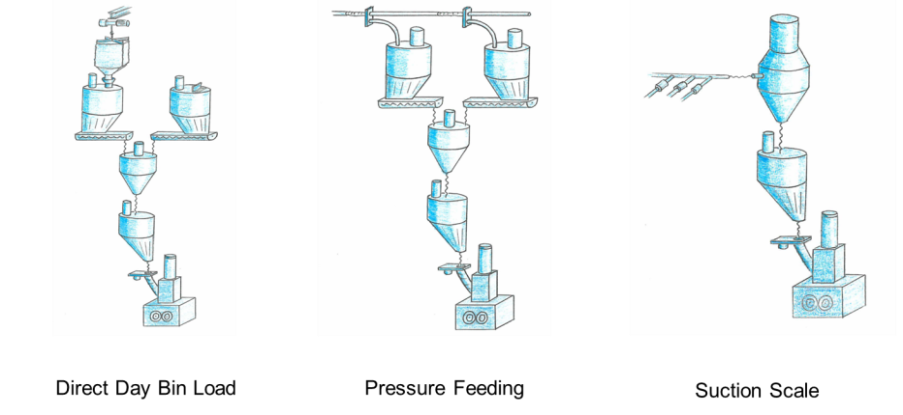 Direct Day Bin Load
Pressure Feeding
Suction Scale